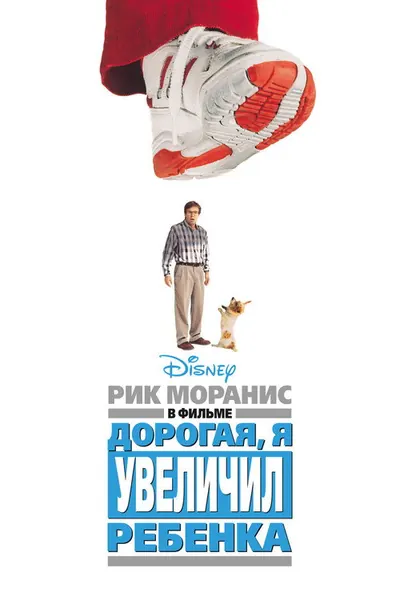 Disney
РИК МОРАНИС
В ФИЛЬМЕ
ДОРОГАЯ, Я
УВЕЛИЧИЛ
РЕБЕНКА